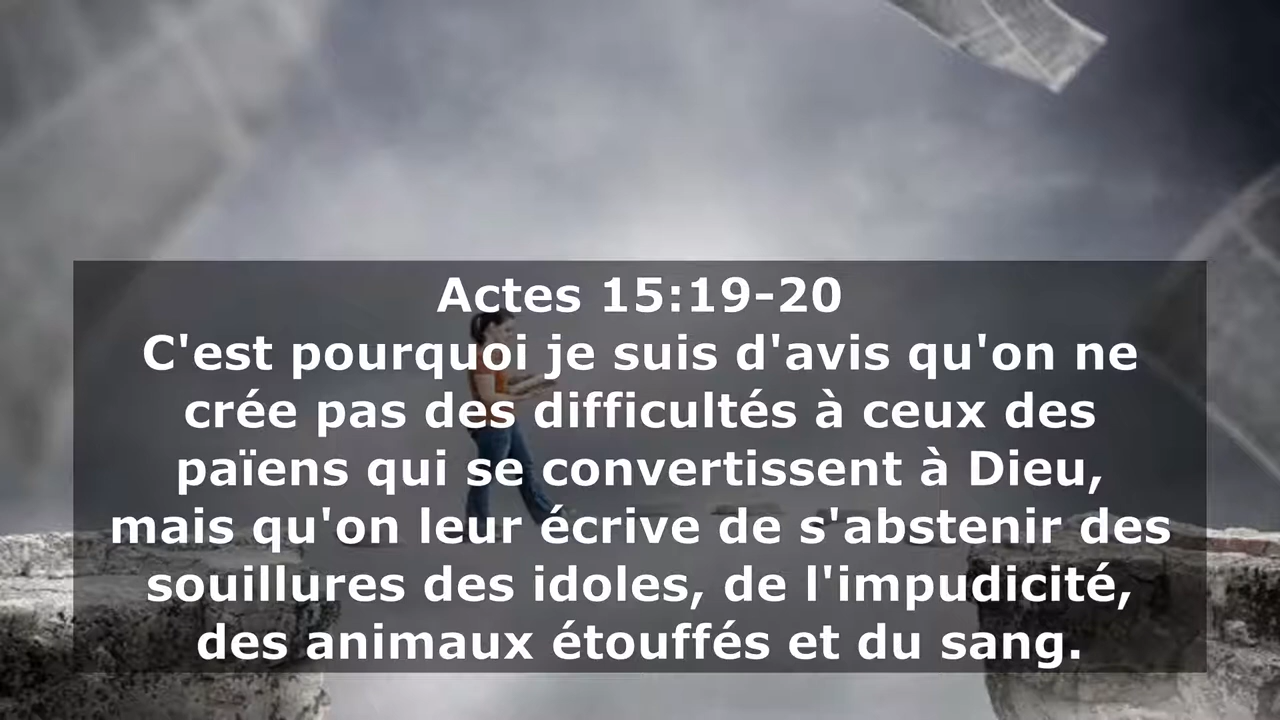 Actes 15:19-20
C'est pourquoi je suis d'avis qu'on ne
crée pas des difficultés à ceux des
païens qui se convertissent à Dieu,
mais qu'on leur écrive de s'abstenir des
souillures des idoles, de l'impudicité,
des animaux étouffés et du sang.